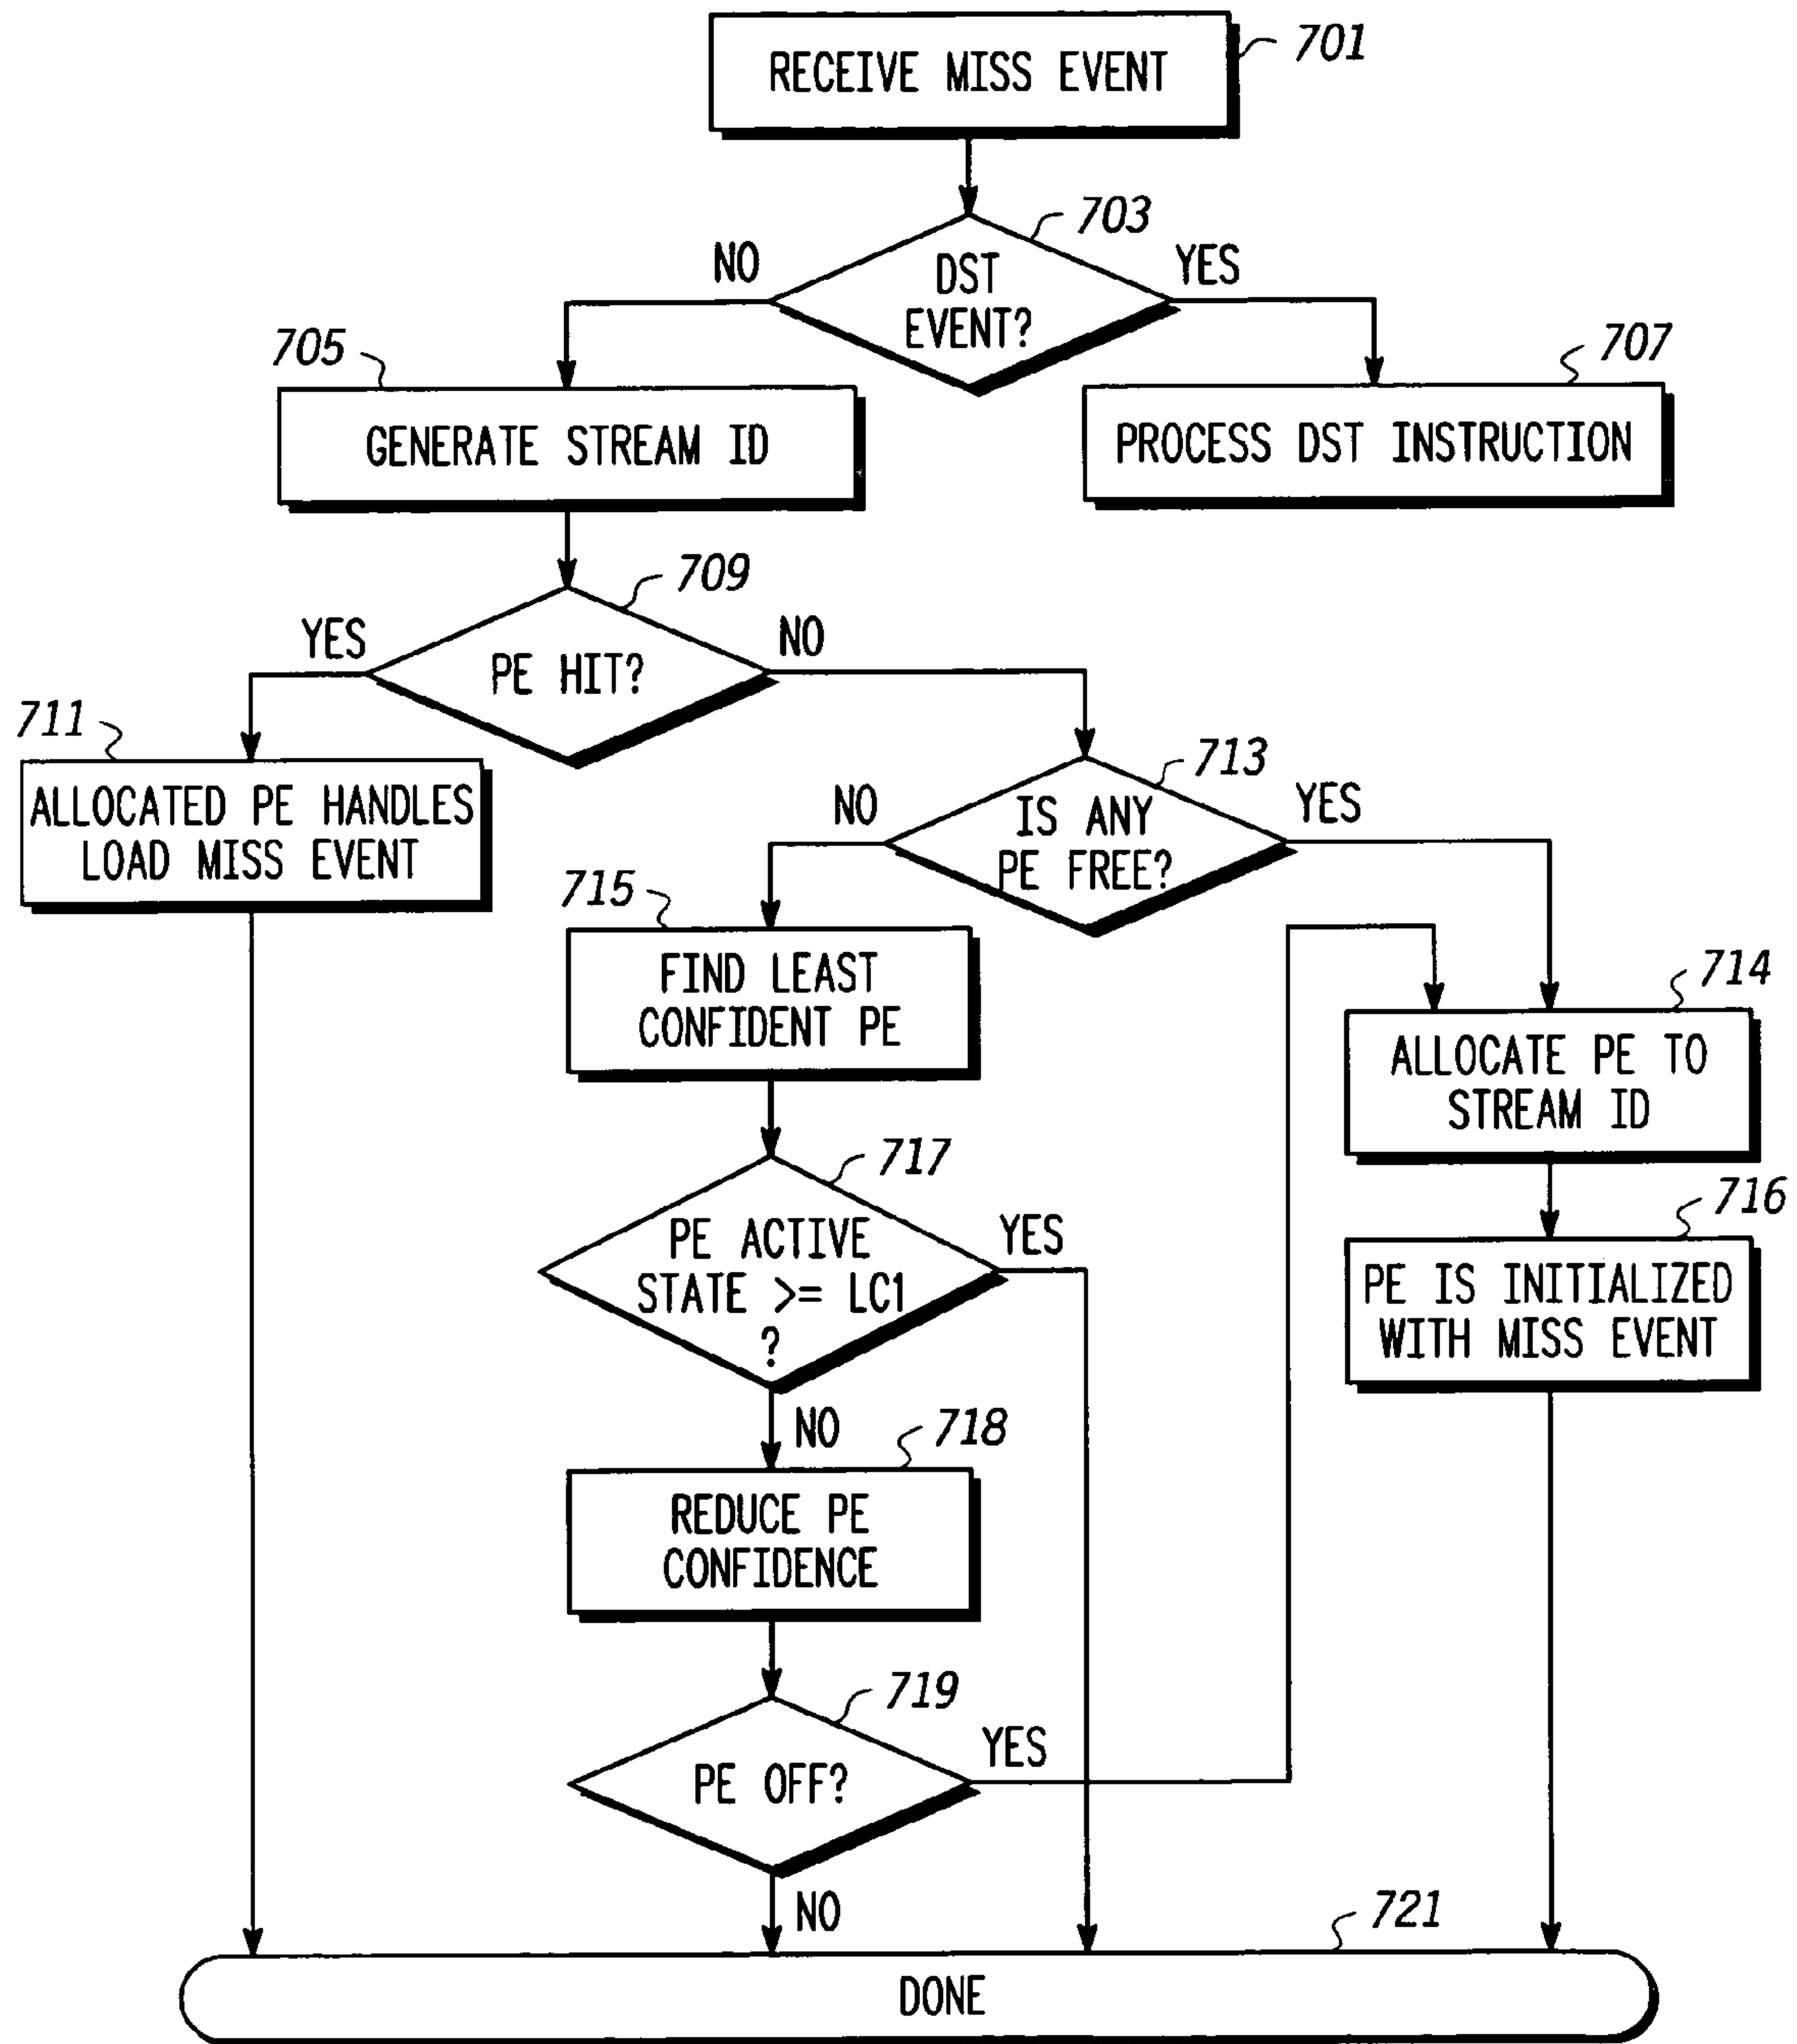 RECEIVE MISS EVENT
701
703
NO
DST
EVENT?
YES
705
707
GENERATE STREAM ID
PROCESS DST INSTRUCTION
709
YES
PE HIT?
NO
711
713
ALLOCATED PE HANDLES
LOAD MISS EVENT
NO
IS ANY
PE FREE?
YES
715
FIND LEAST
CONFIDENT PE
714
ALLOCATE PE TO
STREAM ID
717
PE ACTIVE
STATE >= LC1
?
YES
716
PE IS INITIALIZED
WITH MISS EVENT
NO
718
REDUCE PE
CONFIDENCE
719
PE OFF?
YES
NO
721
DONE